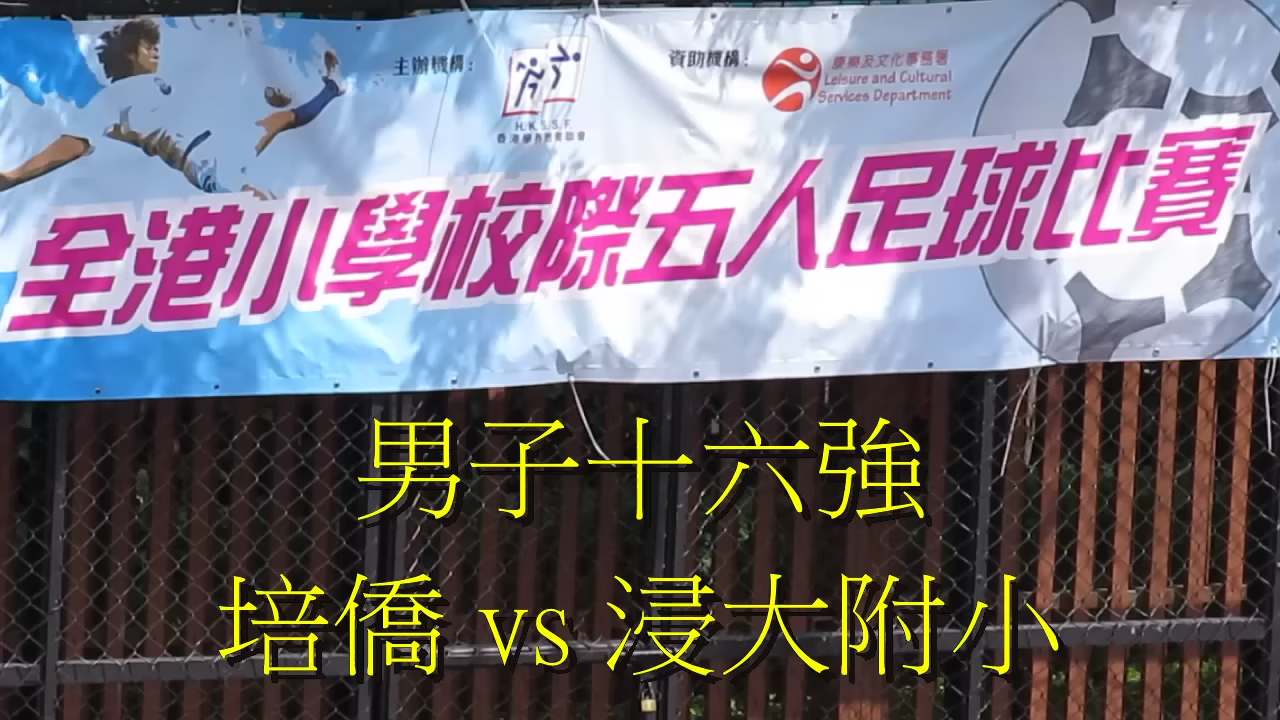 主辦機構：
H.K.S.S.F.
香港學界體育聯會
資助機構：
康樂及文化事務署
Leisure and Cultural
Services Department
全港小學校際五人足球比賽
男子十六強
培僑 vs 浸大附小